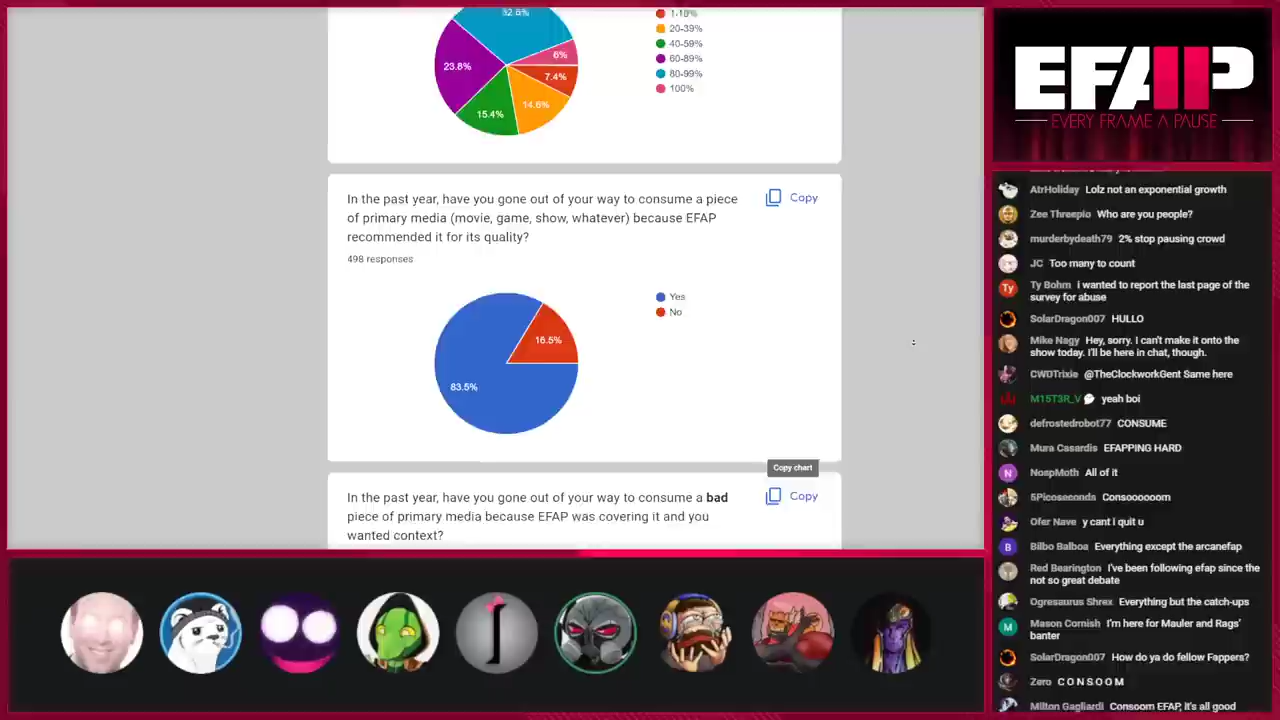 32.6%
23.8%
6%
7.4%
14.6%
15.4%
1-19%
20-39%
40-59%
60-89%
80-99%
100%
In the past year, have you gone out of your way to consume a piece
of primary media (movie, game, show, whatever) because EFAP
recommended it for its quality?
Copy
498 responses
Yes
No
16.5%
83.5%
Copy chart
In the past year, have you gone out of your way to consume a bad
piece of primary media because EFAP was covering it and you
wanted context?
Copy
EFAP
EVERY FRAME A PAUSE
AtrHoliday Lolz not an exponential growth
Zee Threepio Who are you people?
murderbydeath79 2% stop pausing crowd
JC Too many to count
Ty Bohm i wanted to report the last page of the
survey for abuse
SolarDragon007 HULLO
Mike Nagy Hey, sorry. I can't make it onto the
show today. I'll be here in chat, though.
CW0Trixie @TheClockworkGent Same here
M15T3R_V yeah boi
defrostedrobot77 CONSUME
Mura Casardis EFAPPING HARD
NospMoth All of it
5Picoseconds Consoooooom
Ofer Nave y cant i quit u
Bilbo Balboa Everything except the arcanefap
Red Bearington I've been following efap since the
not so great debate
Ogresaurus Shrex Everything but the catch-ups
Mason Cornish I'm here for Mauler and Rags'
banter
SolarDragon007 How do ya do fellow Fappers?
Zero C O N S O O M
Milton Gagliardi Consoom EFAP, it's all good
Ty
N
B
M